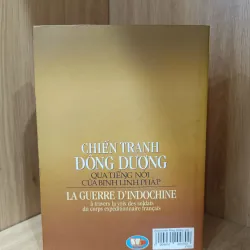 CHIẾN TRANH
ĐÔNG DƯƠNG
QUA TIẾNG NÓI
CỦA BINH LÍNH PHÁP
LA GUERRE D'INDOCHINE
à travers la voix des soldats
du corps expéditionnaire français